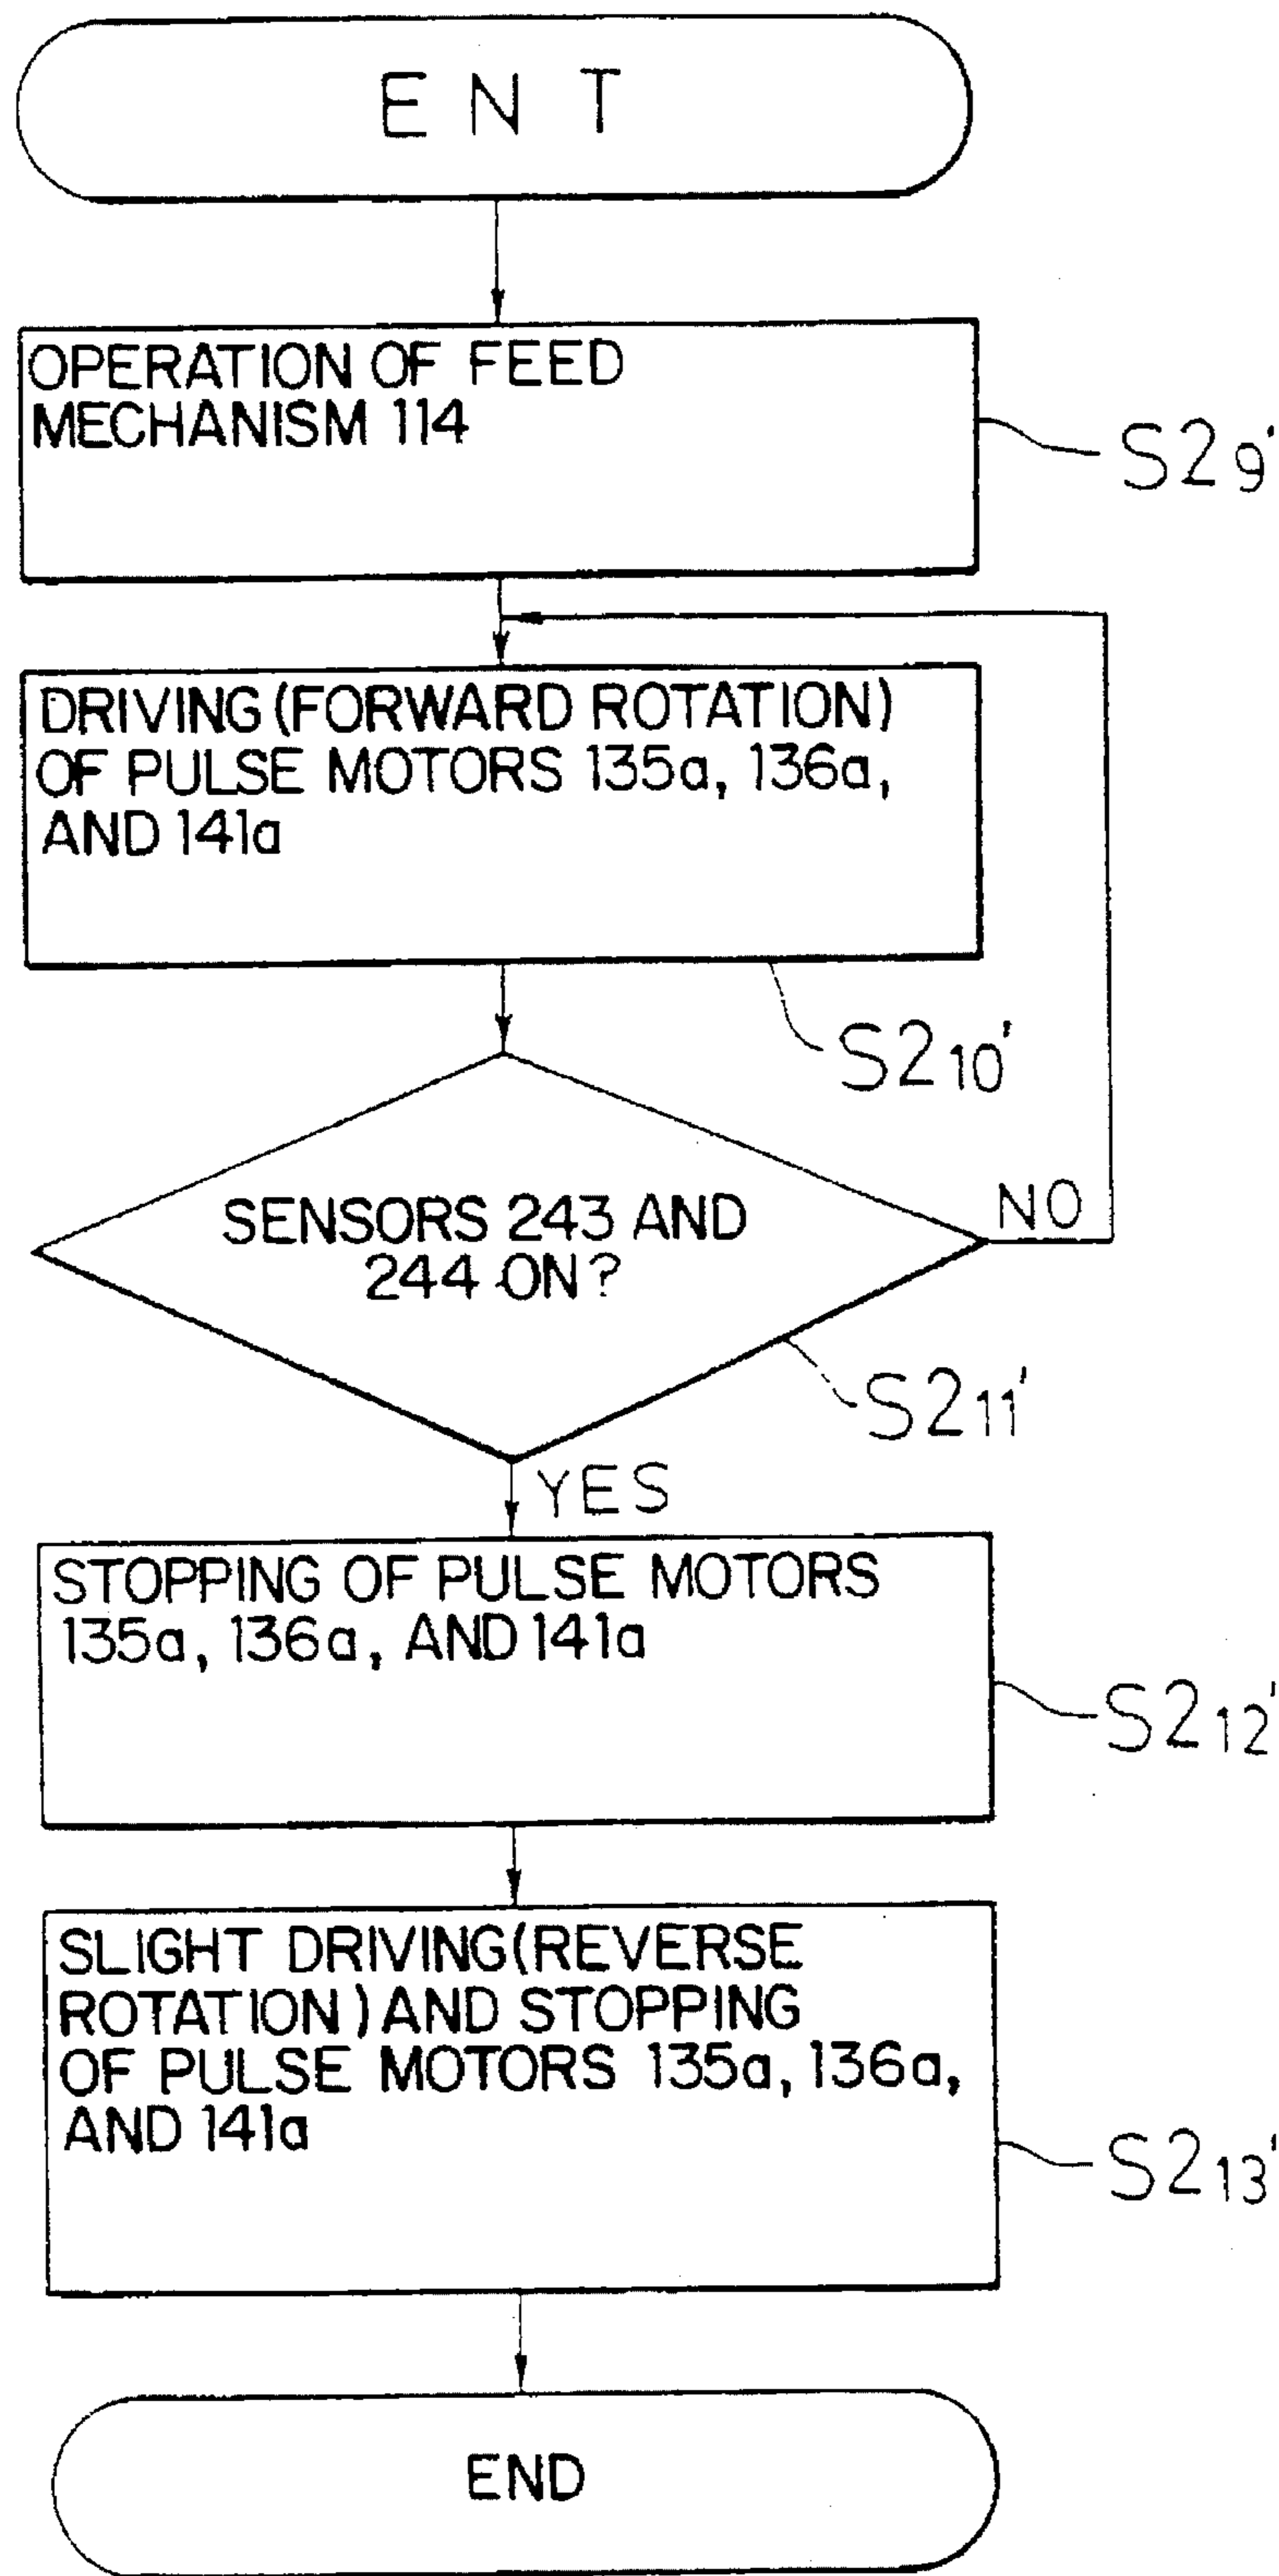 E N T
OPERATION OF FEED
MECHANISM 114
S29'
DRIVING (FORWARD ROTATION)
OF PULSE MOTORS 135a, 136a,
AND 141a
S210'
SENSORS 243 AND
244 ON?
NO
S211'
YES
STOPPING OF PULSE MOTORS
135a, 136a, AND 141a
S212'
SLIGHT DRIVING (REVERSE
ROTATION) AND STOPPING
OF PULSE MOTORS 135a, 136a,
AND 141a
S213'
END